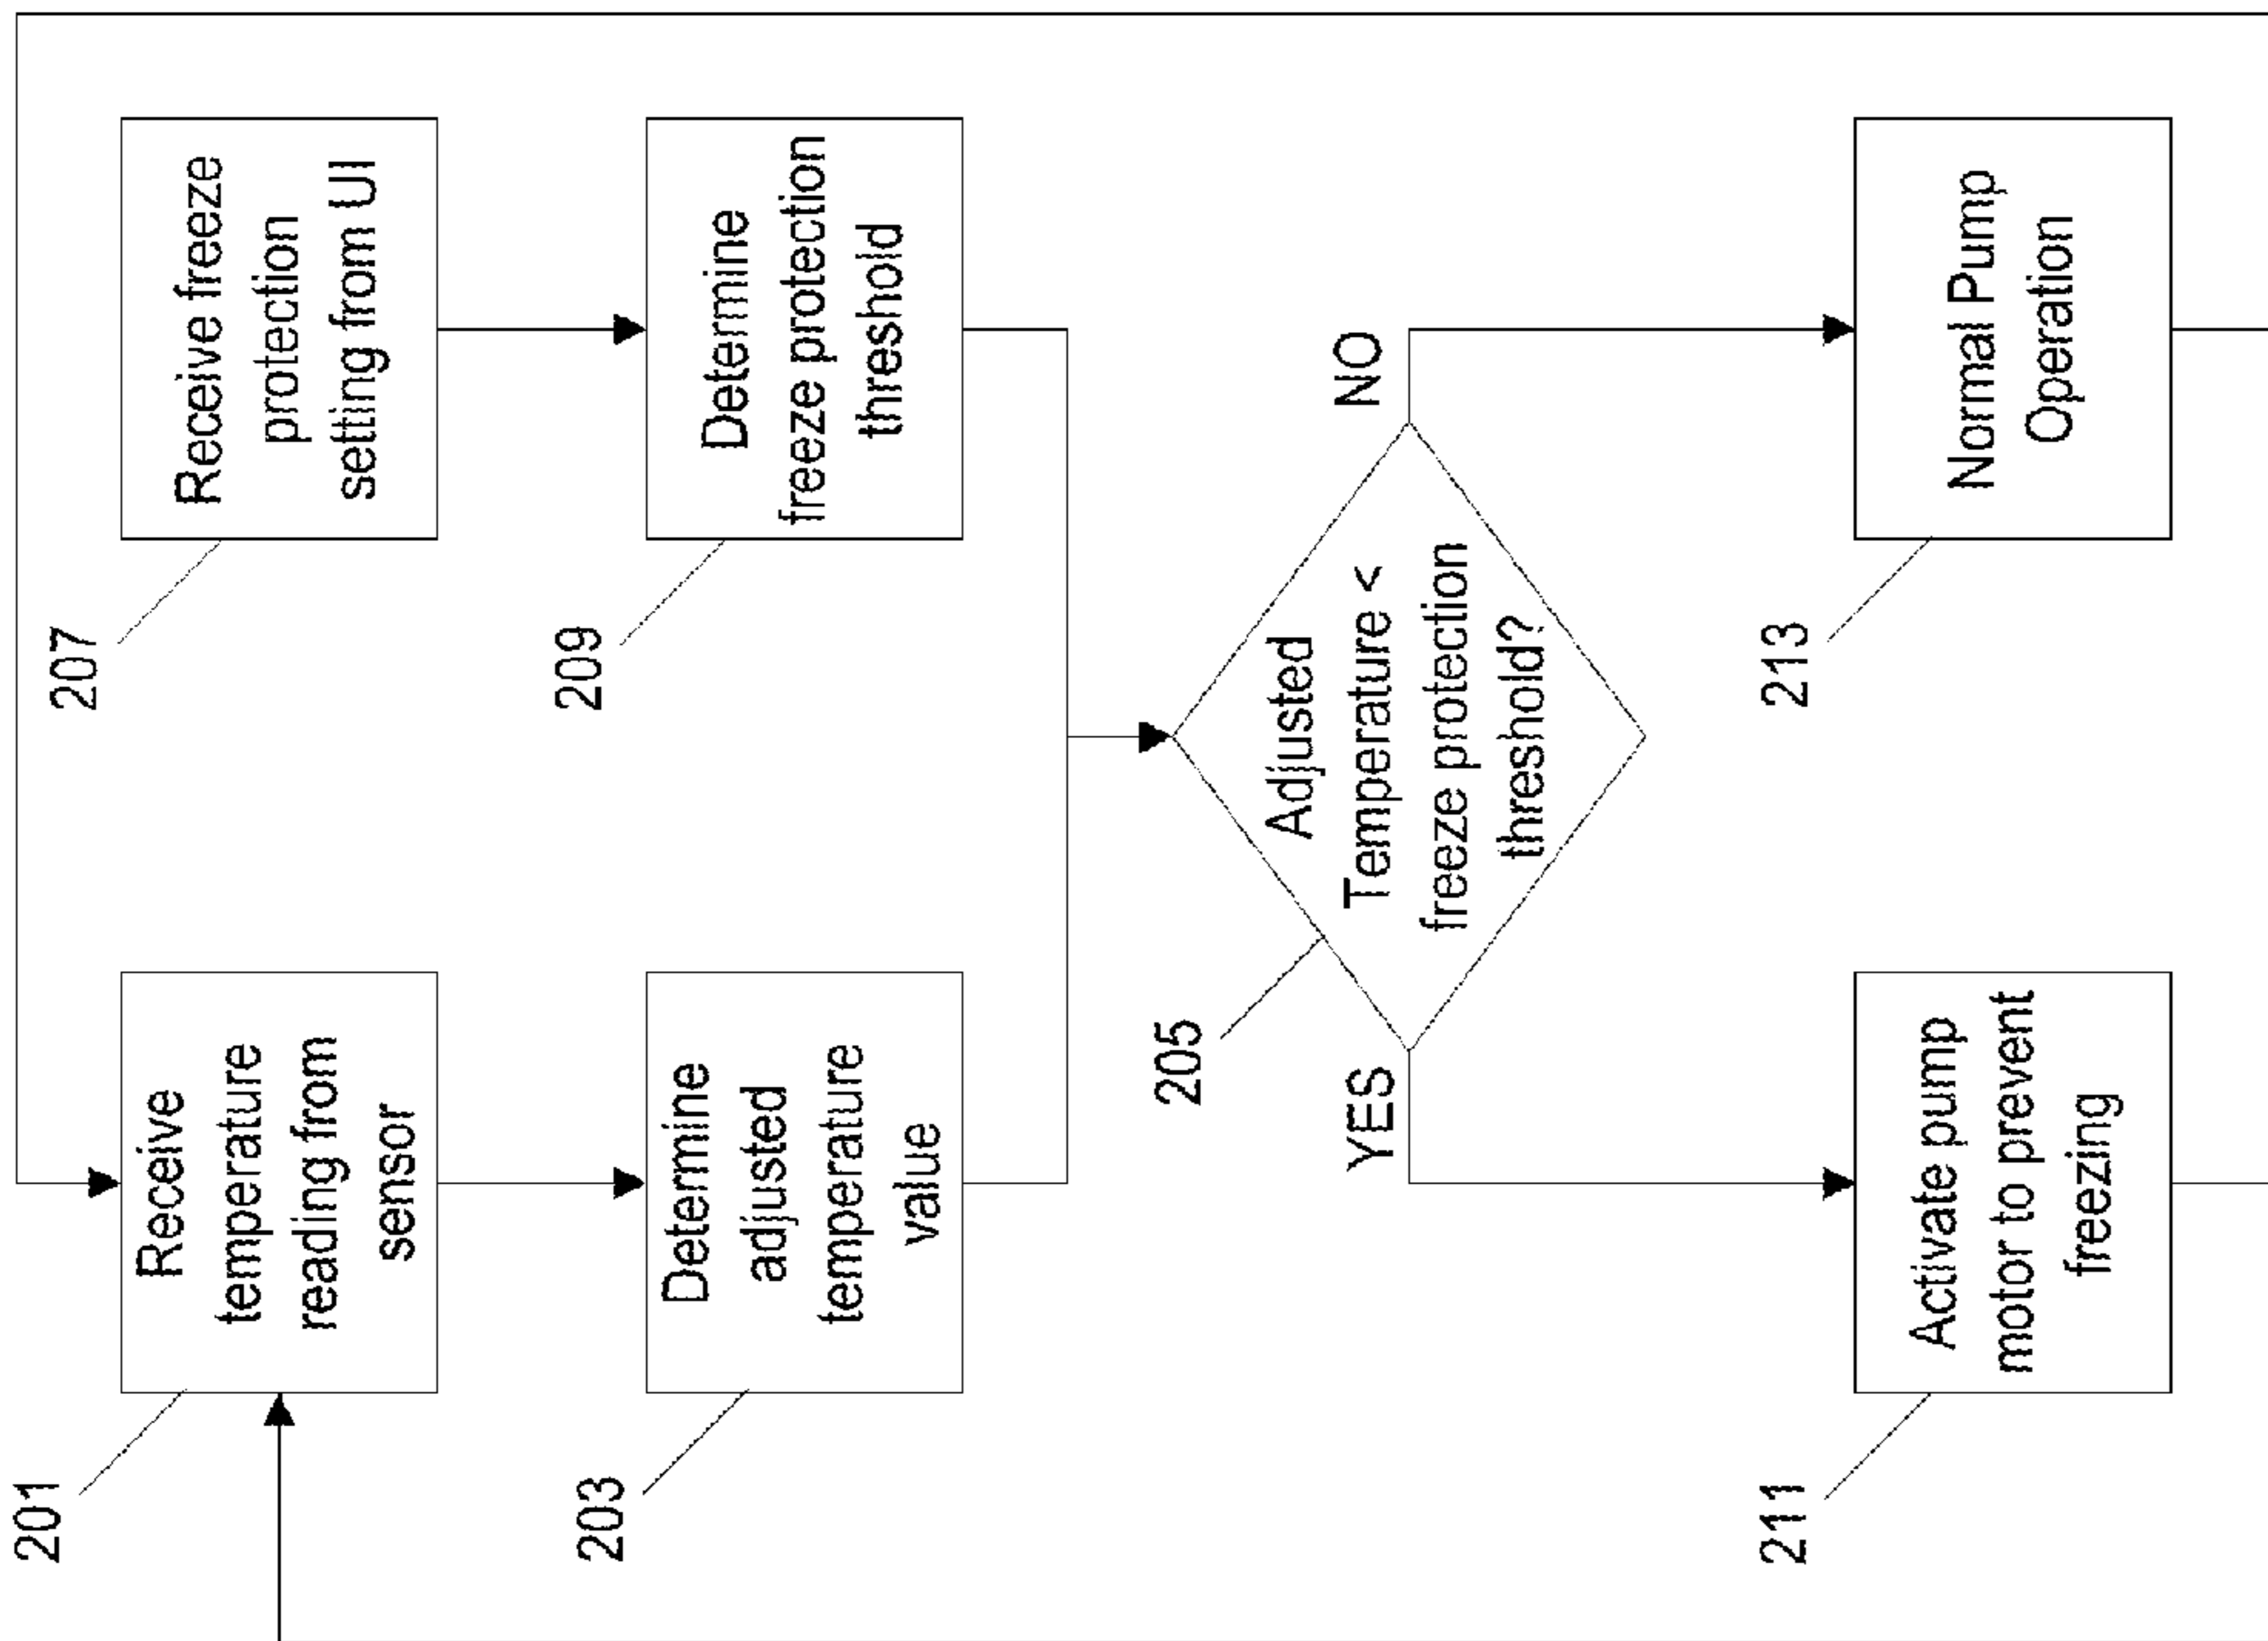 201
Receive
temperature
reading from
sensor
207
Receive freeze
protection
setting from UI
203
Determine
adjusted
temperature
value
209
Determine
freeze protection
threshold
205
Adjusted
Temperature <
freeze protection
threshold?
YES
NO
211
Activate pump
motor to prevent
freezing
213
Normal Pump
Operation